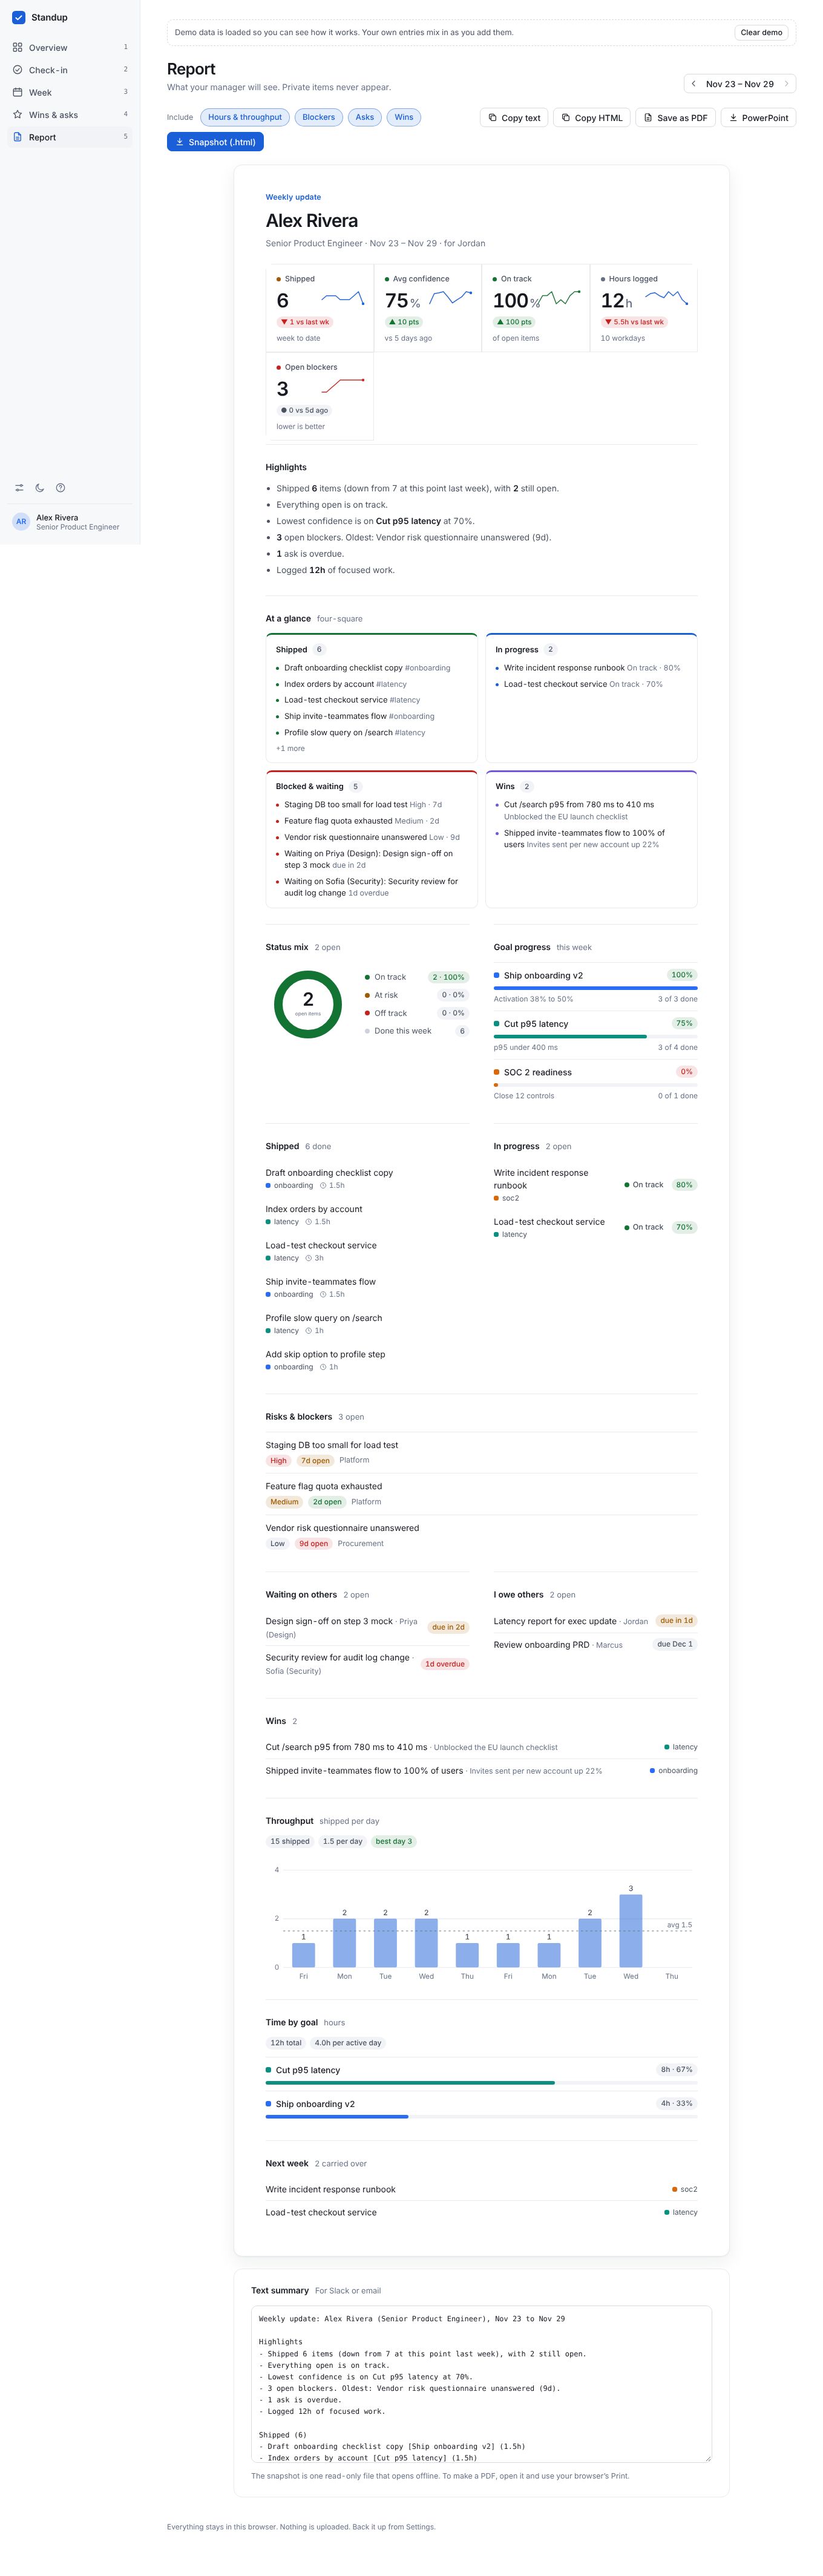 Standup
Overview 1
Check-in 2
Week 3
Wins & asks 4
Report 5
AR Alex Rivera
Senior Product Engineer
Demo data is loaded so you can see how it works. Your own entries mix in as you add them. Clear demo
Report
What your manager will see. Private items never appear.
Nov 23 – Nov 29
Include Hours & throughput Blockers Asks Wins
Copy text Copy HTML Save as PDF PowerPoint
Snapshot (.html)
Weekly update
Alex Rivera
Senior Product Engineer · Nov 23 – Nov 29 · for Jordan
Shipped
6
▼ 1 vs last wk
week to date
Avg confidence
75%
▲ 10 pts
vs 5 days ago
On track
100%
▲ 100 pts
of open items
Hours logged
12h
▼ 5.5h vs last wk
10 workdays
Open blockers
3
● 0 vs 5d ago
lower is better
Highlights
• Shipped 6 items (down from 7 at this point last week), with 2 still open.
• Everything open is on track.
• Lowest confidence is on Cut p95 latency at 70%.
• 3 open blockers. Oldest: Vendor risk questionnaire unanswered (9d).
• 1 ask is overdue.
• Logged 12h of focused work.
At a glance four-square
Shipped 6
Draft onboarding checklist copy #onboarding
Index orders by account #latency
Load-test checkout service #latency
Ship invite-teammates flow #onboarding
Profile slow query on /search #latency
+1 more
In progress 2
Write incident response runbook On track · 80%
Load-test checkout service On track · 70%
Blocked & waiting 5
Staging DB too small for load test High · 7d
Feature flag quota exhausted Medium · 2d
Vendor risk questionnaire unanswered Low · 9d
Waiting on Priya (Design): Design sign-off on
step 3 mock due in 2d
Waiting on Sofia (Security): Security review for
audit log change 1d overdue
Wins 2
Cut /search p95 from 780 ms to 410 ms
Unblocked the EU launch checklist
Shipped invite-teammates flow to 100% of
users Invites sent per new account up 22%
Status mix 2 open
2
open items
On track 2 · 100%
At risk 0 · 0%
Off track 0 · 0%
Done this week 6
Goal progress this week
Ship onboarding v2 100%
Activation 38% to 50% 3 of 3 done
Cut p95 latency 75%
p95 under 400 ms 3 of 4 done
SOC 2 readiness 0%
Close 12 controls 0 of 1 done
Shipped 6 done
Draft onboarding checklist copy
onboarding 1.5h
Index orders by account
latency 1.5h
Load-test checkout service
latency 3h
Ship invite-teammates flow
onboarding 1.5h
Profile slow query on /search
latency 1h
Add skip option to profile step
onboarding 1h
In progress 2 open
Write incident response
runbook
soc2
On track 80%
Load-test checkout service
latency
On track 70%
Risks & blockers 3 open
Staging DB too small for load test
High 7d open Platform
Feature flag quota exhausted
Medium 2d open Platform
Vendor risk questionnaire unanswered
Low 9d open Procurement
Waiting on others 2 open
Design sign-off on step 3 mock · Priya
(Design)
due in 2d
Security review for audit log change ·
Sofia (Security)
1d overdue
I owe others 2 open
Latency report for exec update · Jordan due in 1d
Review onboarding PRD · Marcus due Dec 1
Wins 2
Cut /search p95 from 780 ms to 410 ms · Unblocked the EU launch checklist latency
Shipped invite-teammates flow to 100% of users · Invites sent per new account up 22% onboarding
Throughput shipped per day
15 shipped 1.5 per day best day 3
4
2
0
1 2 2 2 1 1 1 2 3
avg 1.5
Fri Mon Tue Wed Thu Fri Mon Tue Wed Thu
Time by goal hours
12h total 4.0h per active day
Cut p95 latency 8h · 67%
Ship onboarding v2 4h · 33%
Next week 2 carried over
Write incident response runbook soc2
Load-test checkout service latency
Text summary For Slack or email
Weekly update: Alex Rivera (Senior Product Engineer), Nov 23 to Nov 29
Highlights
- Shipped 6 items (down from 7 at this point last week), with 2 still open.
- Everything open is on track.
- Lowest confidence is on Cut p95 latency at 70%.
- 3 open blockers. Oldest: Vendor risk questionnaire unanswered (9d).
- 1 ask is overdue.
- Logged 12h of focused work.
Shipped (6)
- Draft onboarding checklist copy [Ship onboarding v2] (1.5h)
- Index orders by account [Cut p95 latency] (1.5h)
The snapshot is one read-only file that opens offline. To make a PDF, open it and use your browser's Print.
Everything stays in this browser. Nothing is uploaded. Back it up from Settings.